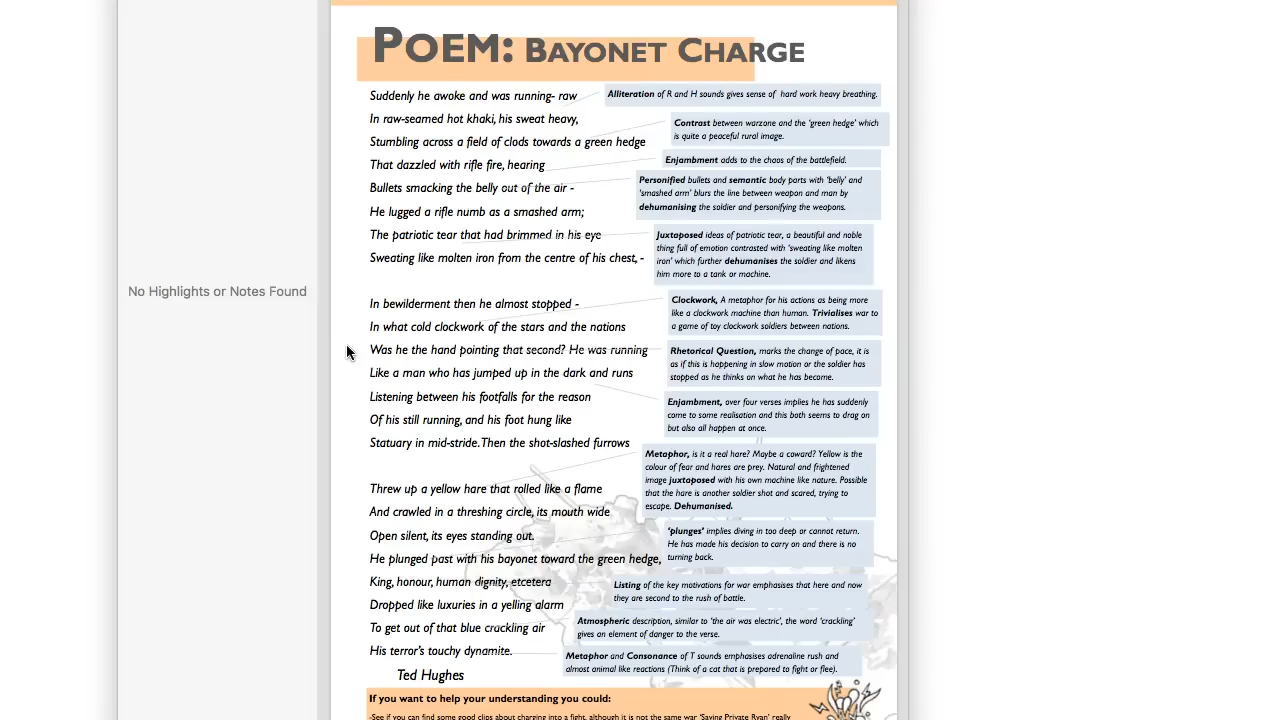 POEM: BAYONET CHARGE
Suddenly he awoke and was running- raw
In raw-seamed hot khaki, his sweat heavy,
Stumbling across a field of clods towards a green hedge
That dazzled with rifle fire, hearing
Bullets smacking the belly out of the air -
He lugged a rifle numb as a smashed arm;
The patriotic tear that had brimmed in his eye
Sweating like molten iron from the centre of his chest, -
In bewilderment then he almost stopped -
In what cold clockwork of the stars and the nations
Was he the hand pointing that second? He was running
Like a man who has jumped up in the dark and runs
Listening between his footfalls for the reason
Of his still running, and his foot hung like
Statuary in mid-stride. Then the shot-slashed furrows
Threw up a yellow hare that rolled like a flame
And crawled in a threshing circle, its mouth wide
Open silent, its eyes standing out.
He plunged past with his bayonet toward the green hedge,
King, honour, human dignity, etcetera
Dropped like luxuries in a yelling alarm
To get out of that blue crackling air
His terror's touchy dynamite.
Ted Hughes
Alliteration of R and H sounds gives sense of hard work heavy breathing.
Contrast between warzone and the 'green hedge' which
is quite a peaceful rural image.
Enjambment adds to the chaos of the battlefield.
Personified bullets and semantic body parts with 'belly' and
'smashed arm' blurs the line between weapon and man by
dehumanising the soldier and personifying the weapons.
Juxtaposed ideas of patriotic tear, a beautiful and noble
thing full of emotion contrasted with 'sweating like molten
iron' which further dehumanises the soldier and likens
him more to a tank or machine.
Clockwork, A metaphor for his actions as being more
like a clockwork machine than human. Trivialises war to
a game of toy clockwork soldiers between nations.
Rhetorical Question, marks the change of pace, it is
as if this is happening in slow motion or the soldier has
stopped as he thinks on what he has become.
Enjambment, over four verses implies he has suddenly
come to some realisation and this both seems to drag on
but also all happen at once.
Metaphor, is it a real hare? Maybe a coward? Yellow is the
colour of fear and hares are prey. Natural and frightened
image juxtaposed with his own machine like nature. Possible
that the hare is another soldier shot and scared, trying to
escape. Dehumanised.
'plunges' implies diving in too deep or cannot return.
He has made his decision to carry on and there is no
turning back.
Listing of the key motivations for war emphasises that here and now
they are second to the rush of battle.
Atmospheric description, similar to 'the air was electric', the word 'crackling'
gives an element of danger to the verse.
Metaphor and Consonance of T sounds emphasises adrenaline rush and
almost animal like reactions (Think of a cat that is prepared to fight or flee).
If you want to help your understanding you could:
-See if you can find some good clips about charging into a fight, although it is not the same war 'Saving Private Ryan' really
No Highlights or Notes Found